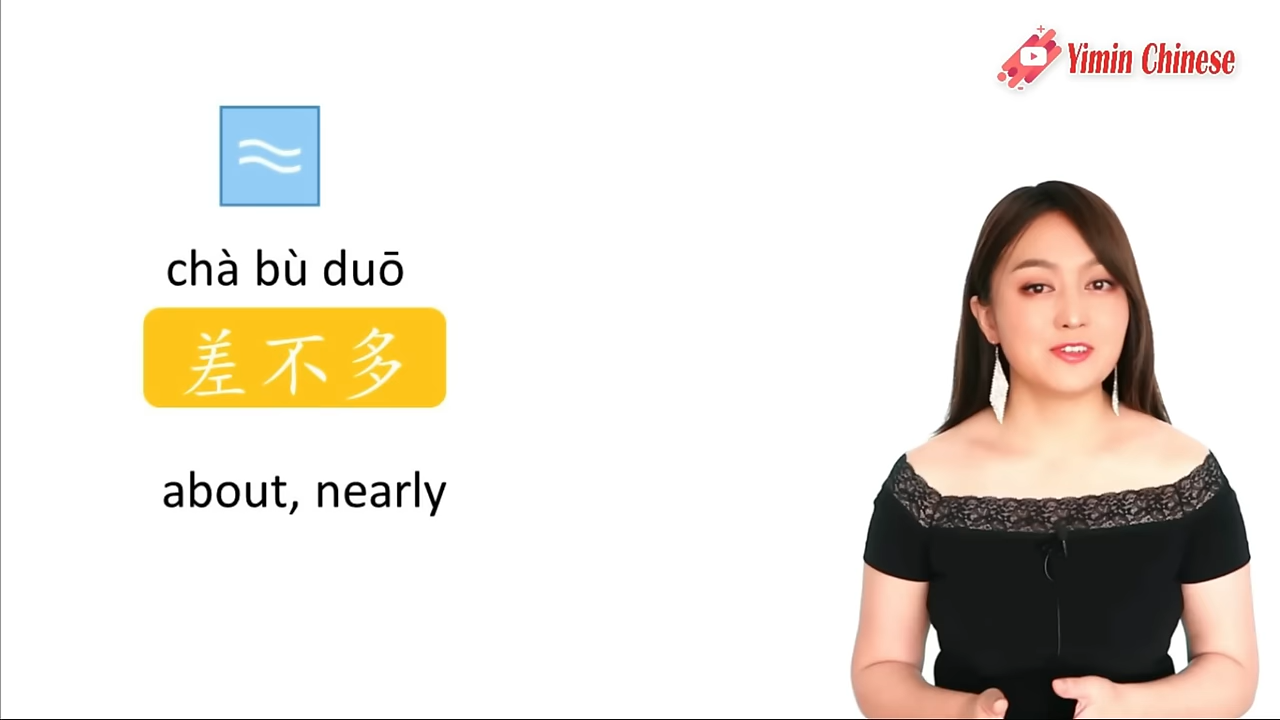 Yimin Chinese
≈
chà bù duō
差不多
about, nearly